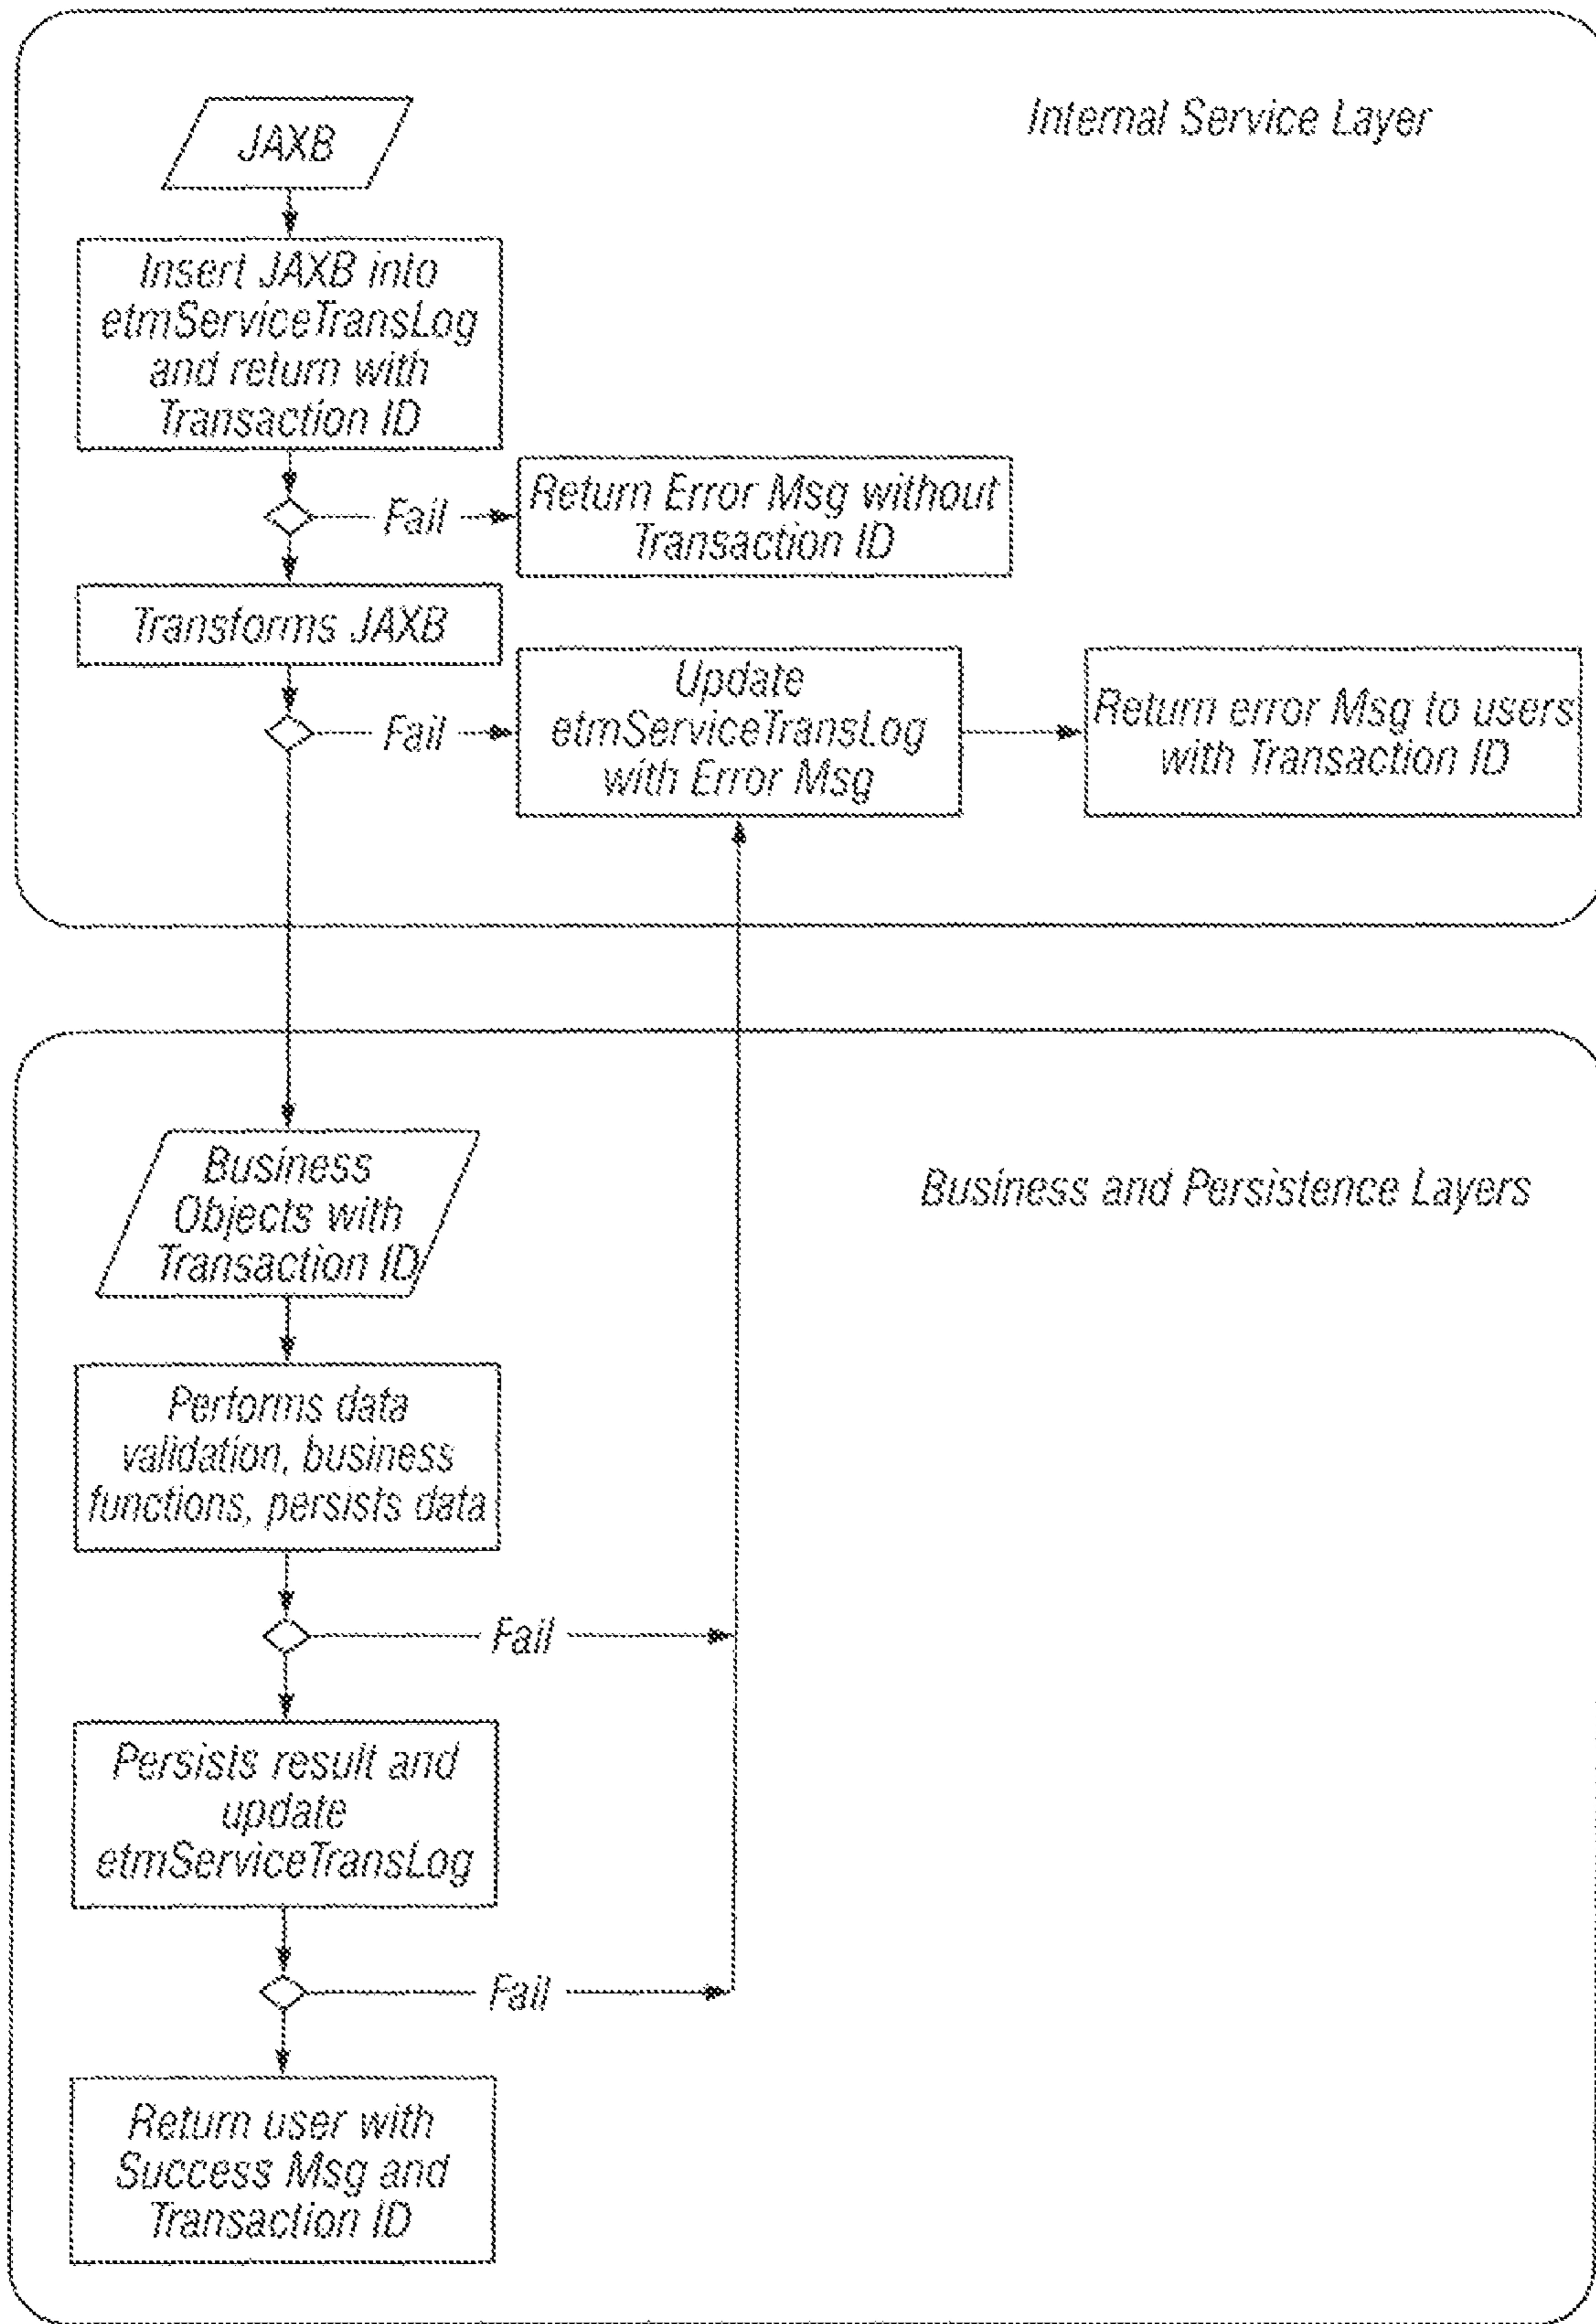 Internal Service Layer
JAXB
Insert JAXB into
etmServiceTransLog
and return with
Transaction ID
Fail
Return Error Msg without
Transaction ID
Transforms JAXB
Fail
Update
etmServiceTransLog
with Error Msg
Return error Msg to users
with Transaction ID
Business and Persistence Layers
Business
Objects with
Transaction ID
Performs data
validation, business
functions, persists data
Fail
Persists result and
update
etmServiceTransLog
Fail
Return user with
Success Msg and
Transaction ID